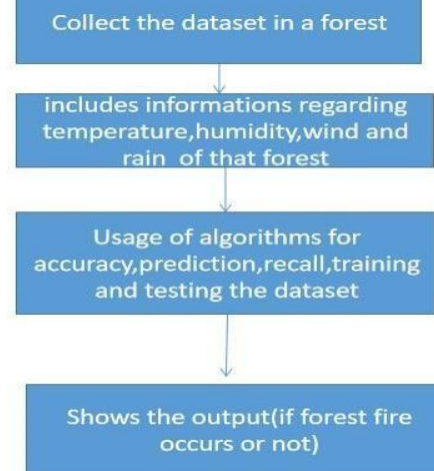 Collect the dataset in a forest
includes informations regarding
temperature,humidity,wind and
rain of that forest
Usage of algorithms for
accuracy,prediction,recall,training
and testing the dataset
Shows the output(if forest fire
occurs or not)